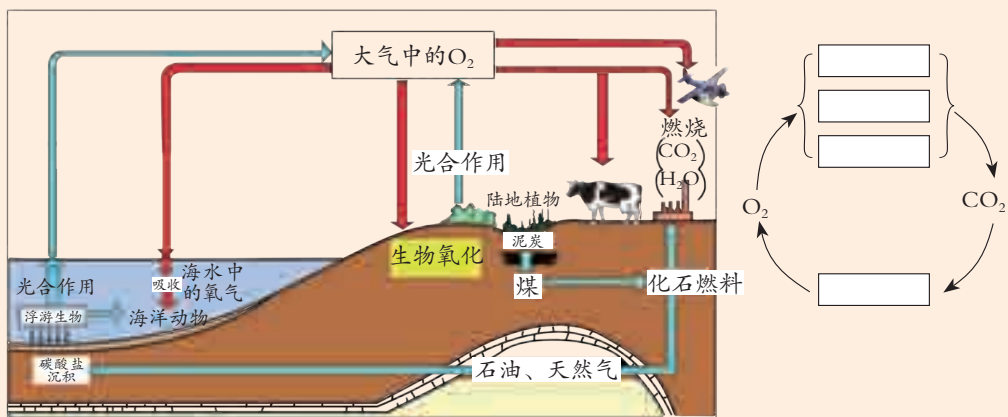 大气中的O₂
燃烧
(CO₂)
(H₂O)
光合作用
陆地植物
泥炭
生物氧化
煤
化石燃料
光合作用
吸收
海水中
的氧气
浮游生物
海洋动物
碳酸盐
沉积
石油、天然气
O₂
CO₂